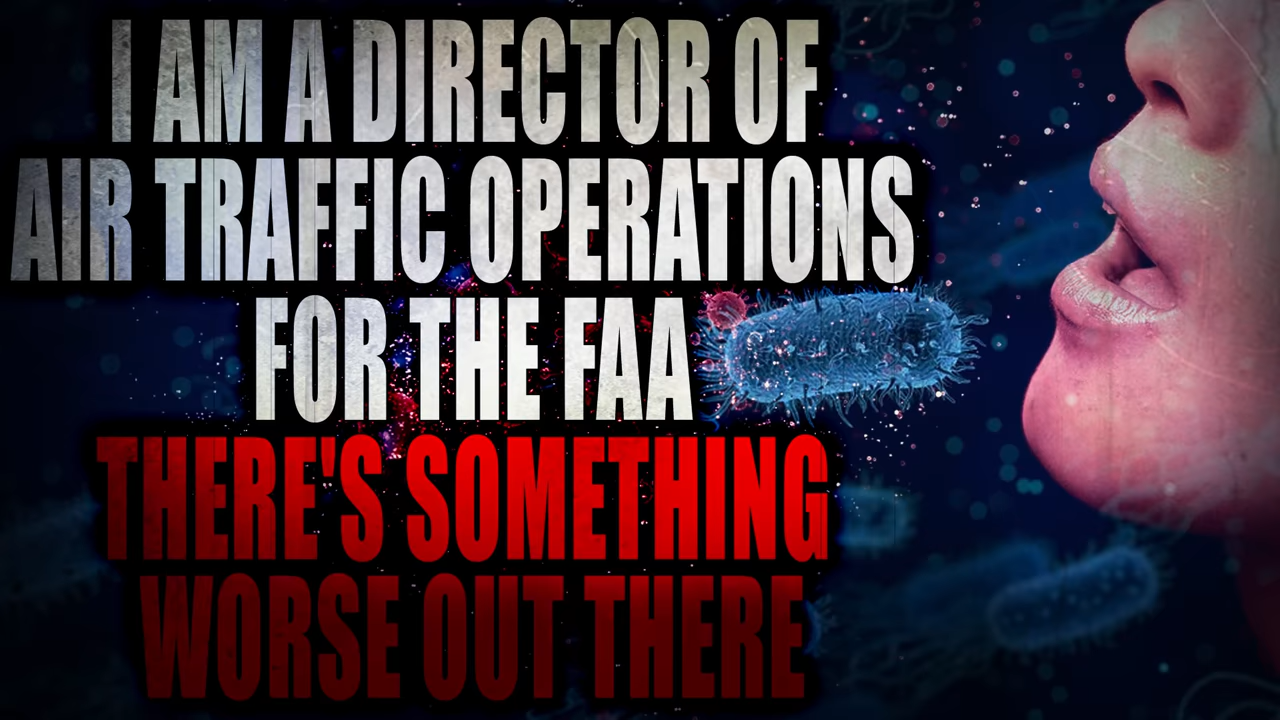 I AM A DIRECTOR OF
AIR TRAFFIC OPERATIONS
FOR THE FAA
THERE'S SOMETHING
WORSE OUT THERE